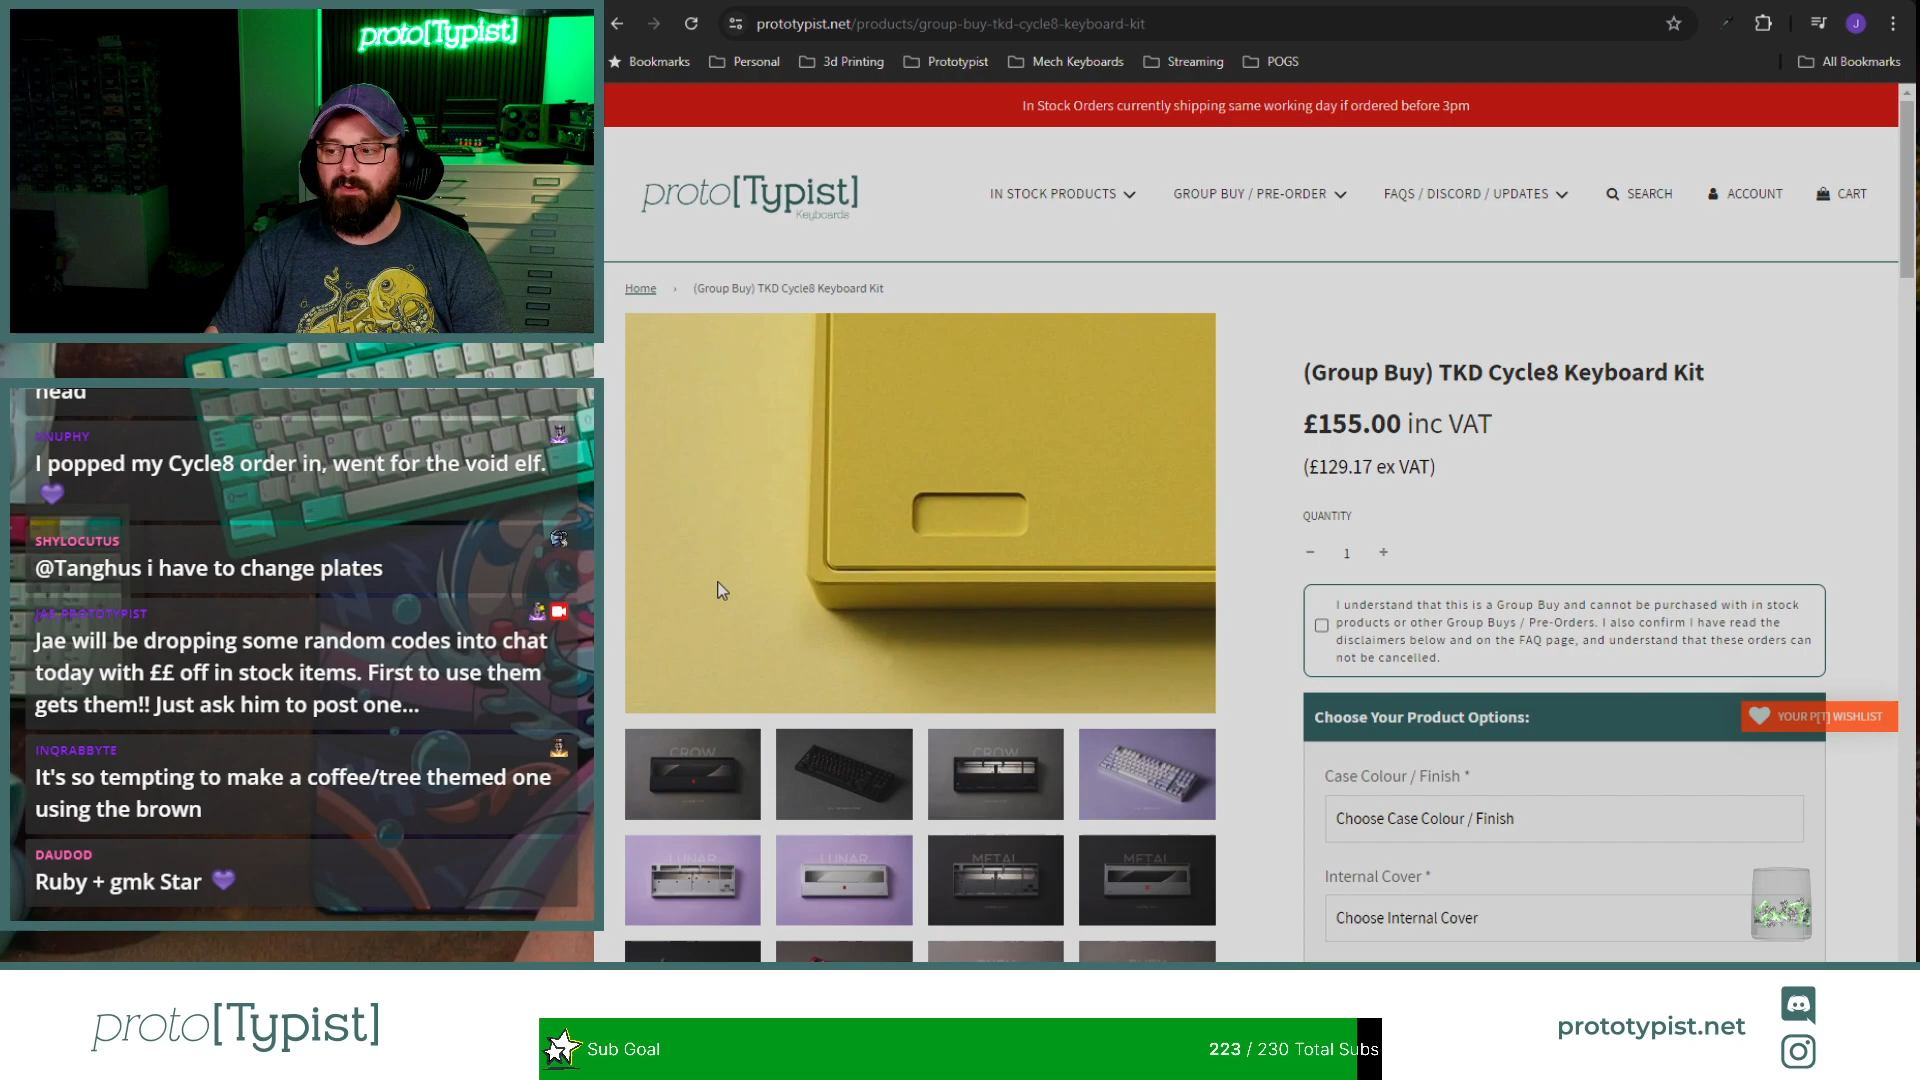 proto[Typist]
head
KNUPHY
I popped my Cycle8 order in, went for the void elf.
SHYLOCUTUS
@Tanghus i have to change plates
JAE PROTOTYPIST
Jae will be dropping some random codes into chat
today with ££ off in stock items. First to use them
gets them!! Just ask him to post one...
INQRABBYTE
It's so tempting to make a coffee/tree themed one
using the brown
DAUDOD
Ruby + gmk Star
prototypist.net/products/group-buy-tkd-cycle8-keyboard-kit
J
Bookmarks
Personal
3d Printing
Prototypist
Mech Keyboards
Streaming
POGS
All Bookmarks
In Stock Orders currently shipping same working day if ordered before 3pm
proto[Typist]
Keyboards
IN STOCK PRODUCTS
GROUP BUY / PRE-ORDER
FAQS / DISCORD / UPDATES
SEARCH
ACCOUNT
CART
Home › (Group Buy) TKD Cycle8 Keyboard Kit
CROW
CROW
LUNAR
LUNAR
METAL
METAL
(Group Buy) TKD Cycle8 Keyboard Kit
£155.00 inc VAT
(£129.17 ex VAT)
QUANTITY
− 1 +
I understand that this is a Group Buy and cannot be purchased with in stock
products or other Group Buys / Pre-Orders. I also confirm I have read the
disclaimers below and on the FAQ page, and understand that these orders can
not be cancelled.
Choose Your Product Options:
YOUR P[T] WISHLIST
Case Colour / Finish *
Choose Case Colour / Finish
Internal Cover *
Choose Internal Cover
proto[Typist]
Sub Goal
223 / 230 Total Subs
prototypist.net